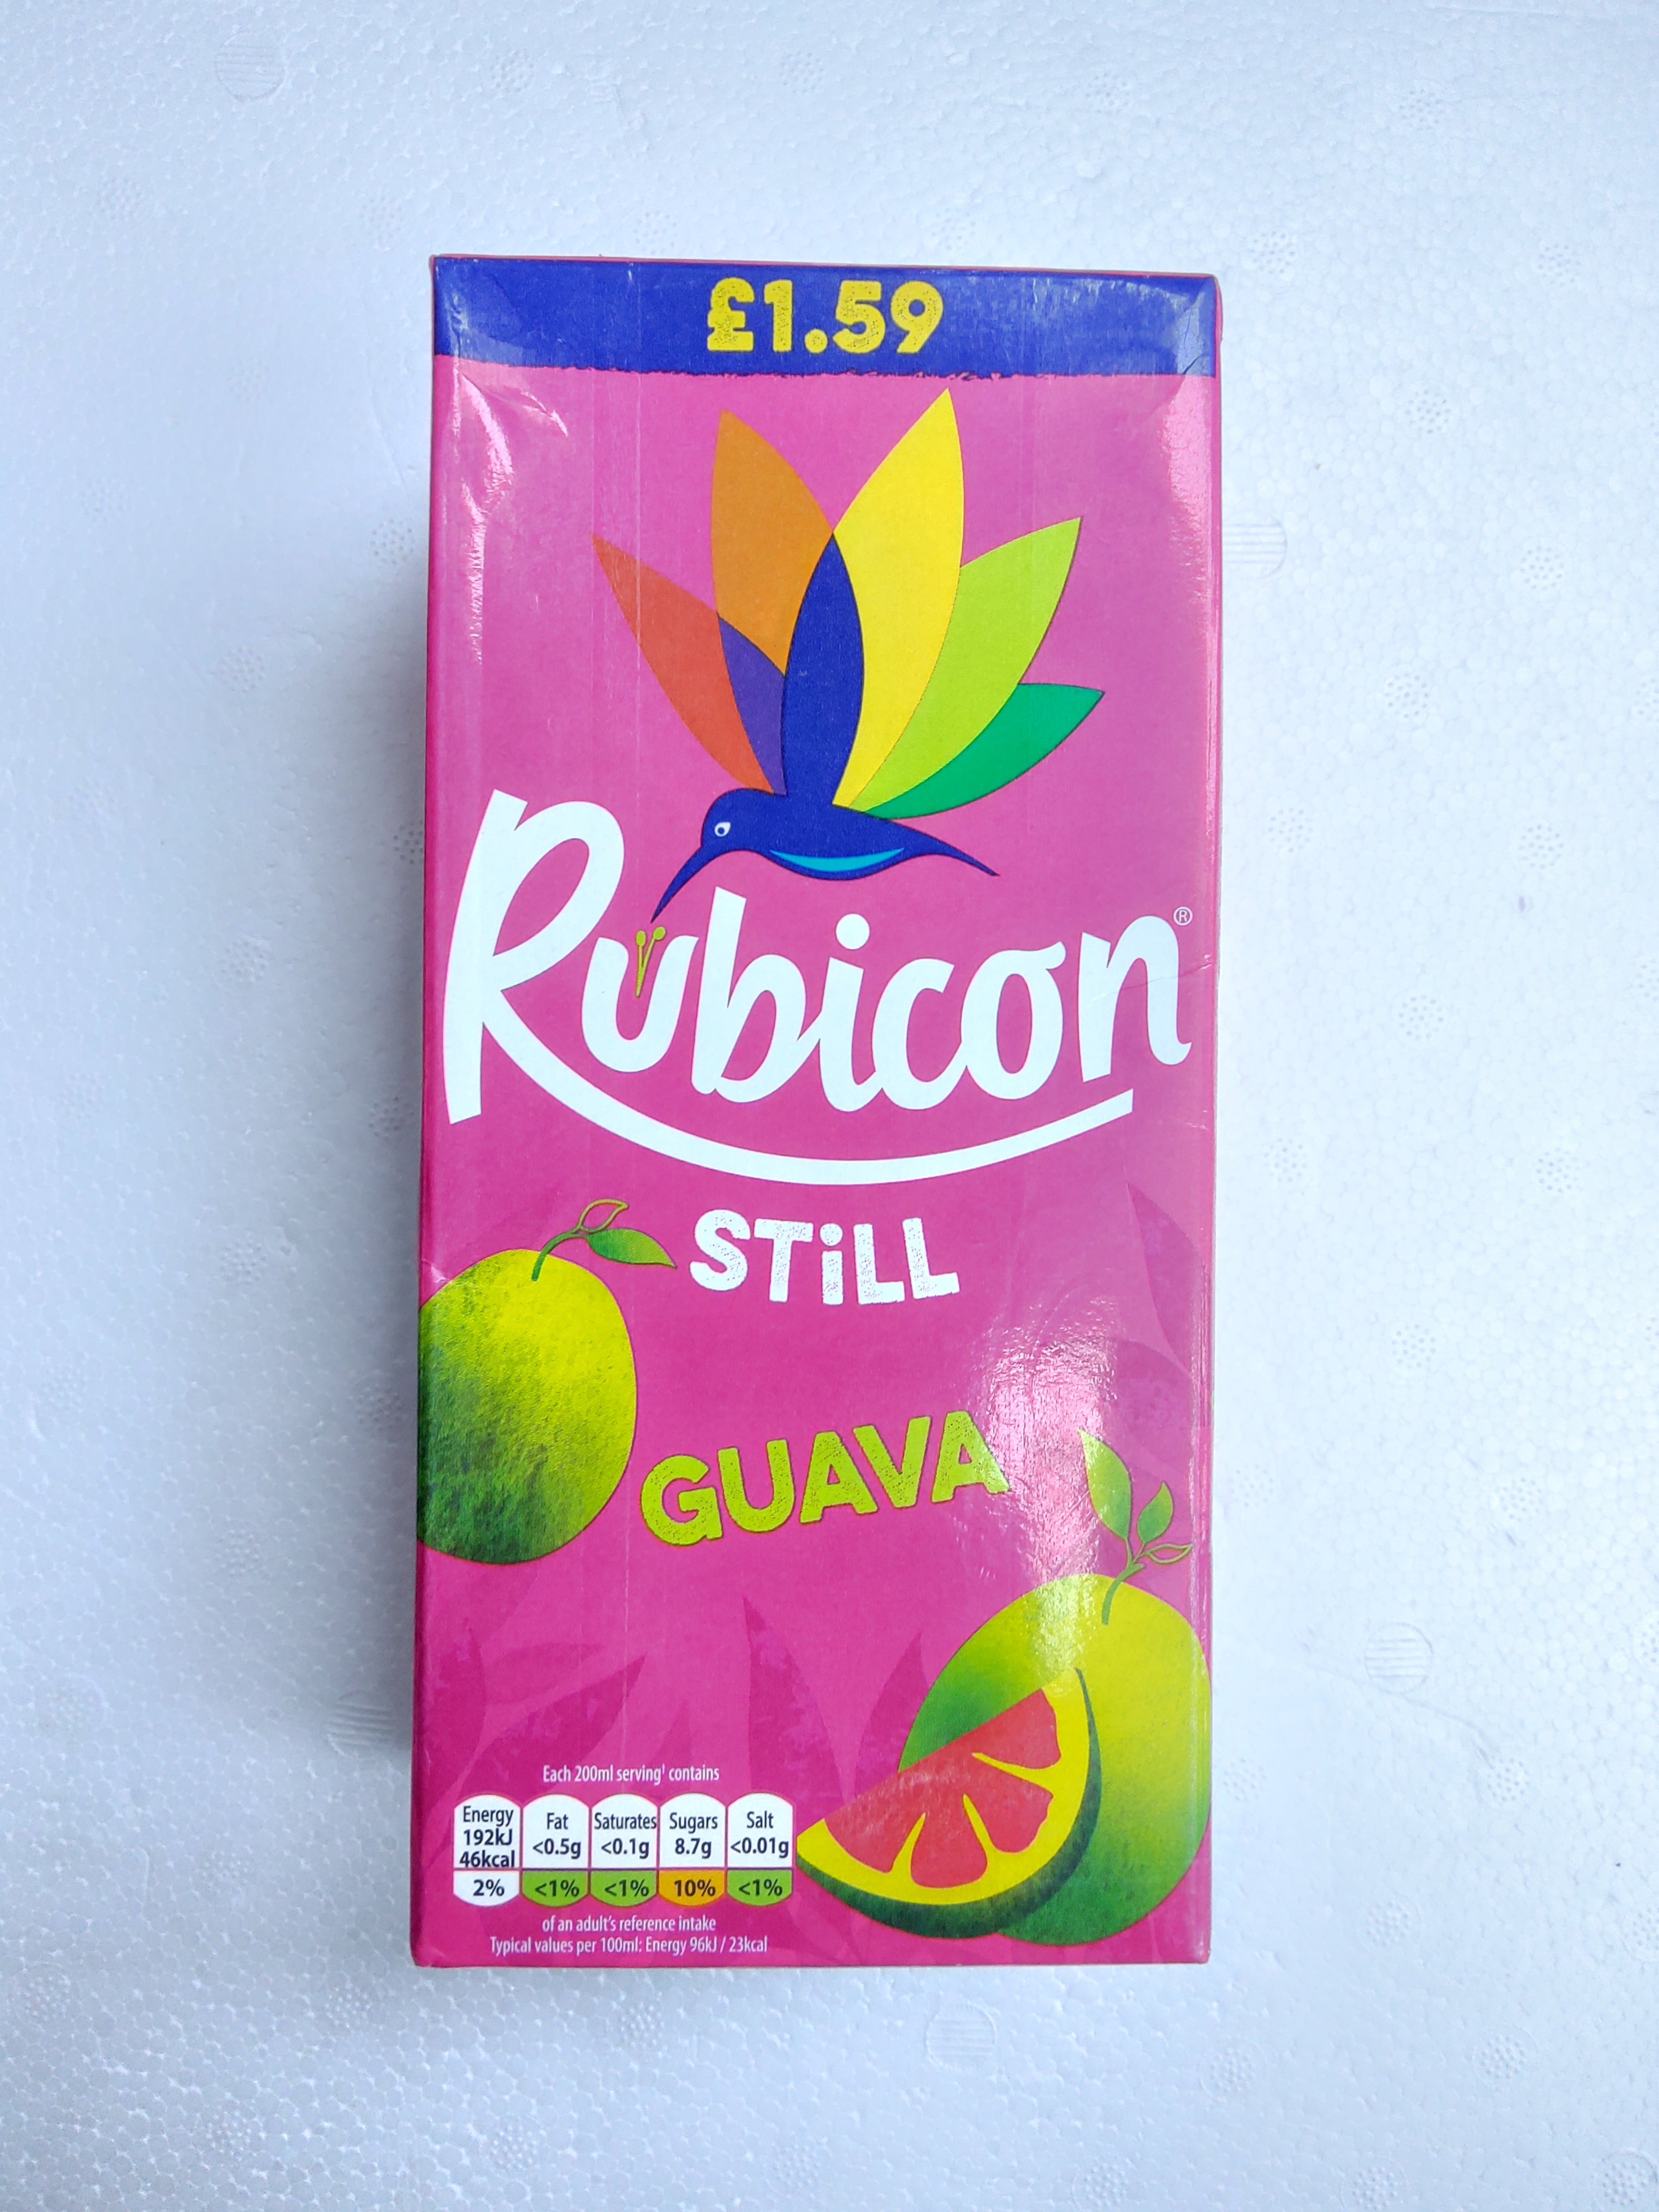 £1.59
Rubicon®
STiLL
GUAVA
Each 200ml serving¹ contains
Energy 192kJ 46kcal 2%
Fat <0.5g <1%
Saturates <0.1g <1%
Sugars 8.7g 10%
Salt <0.01g <1%
of an adult's reference intake
Typical values per 100ml: Energy 96kJ / 23kcal